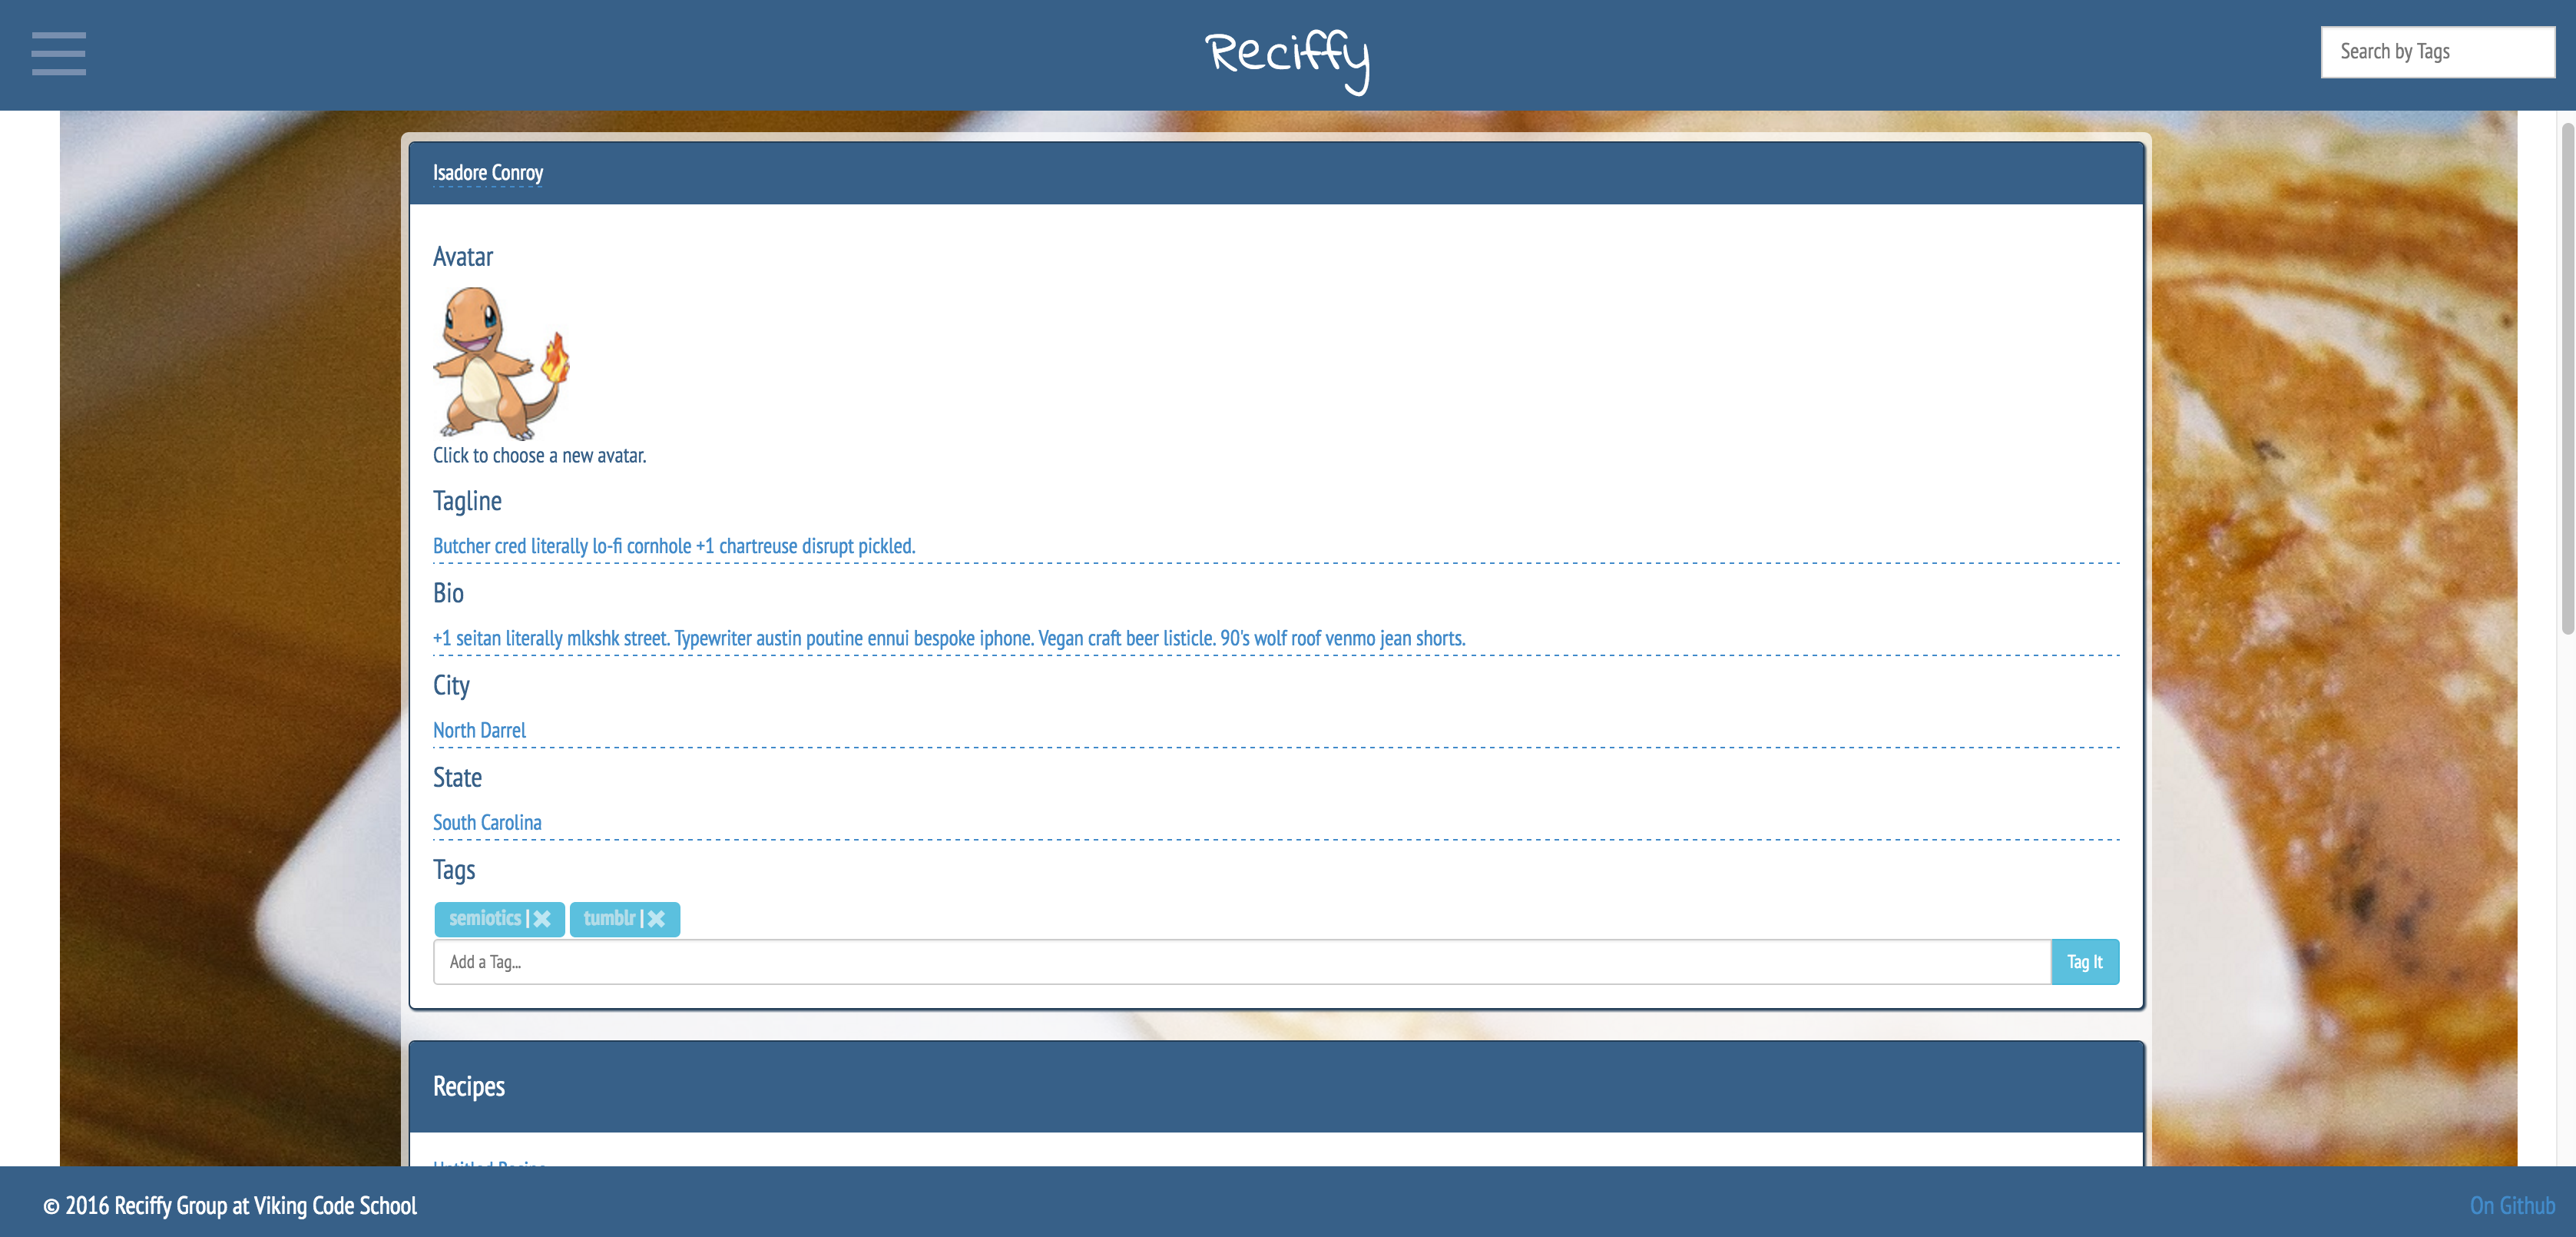 Reciffy
Search by Tags
Isadore Conroy
Avatar
Click to choose a new avatar.
Tagline
Butcher cred literally lo-fi cornhole +1 chartreuse disrupt pickled.
Bio
+1 seitan literally mlkshk street. Typewriter austin poutine ennui bespoke iphone. Vegan craft beer listicle. 90's wolf roof venmo jean shorts.
City
North Darrel
State
South Carolina
Tags
semiotics | ✖ tumblr | ✖
Add a Tag... Tag It
Recipes
Untitled Recipe
© 2016 Reciffy Group at Viking Code School
On Github